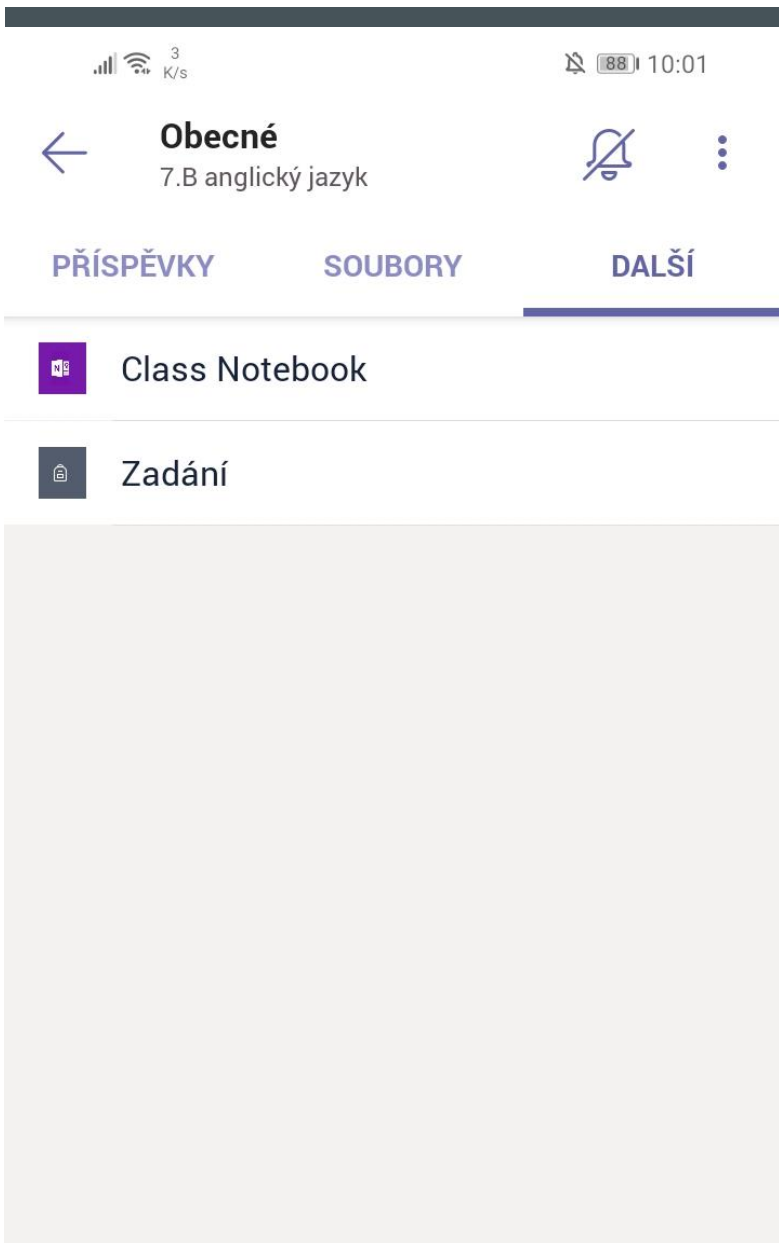 3
K/s
88 10:01
Obecné
7.B anglický jazyk
PŘÍSPĚVKY SOUBORY DALŠÍ
Class Notebook
Zadání